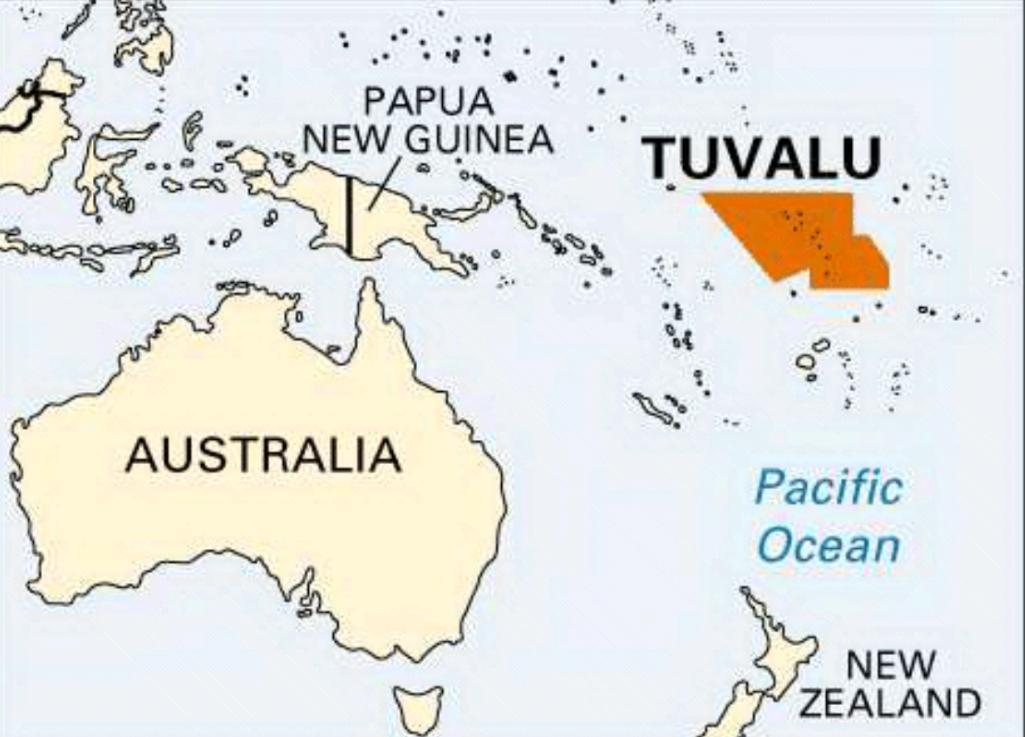 PAPUA
NEW GUINEA
TUVALU
AUSTRALIA
Pacific
Ocean
NEW
ZEALAND